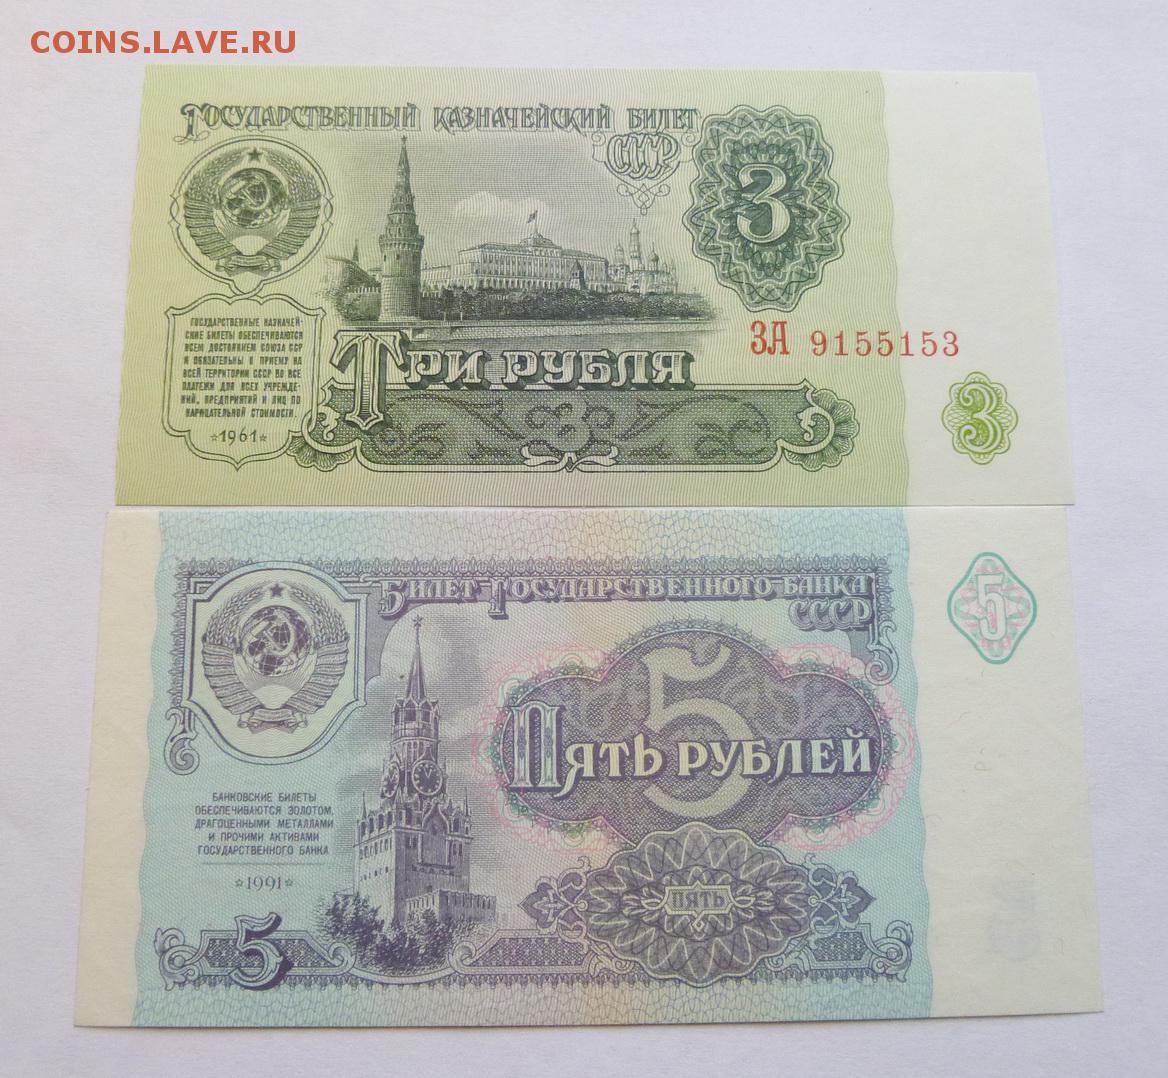 COINS.LAVE.RU
ГОСУДАРСТВЕННЫЙ КАЗНАЧЕЙСКИЙ БИЛЕТ
СССР
3
ГОСУДАРСТВЕННЫЕ КАЗНАЧЕЙ-
СКИЕ БИЛЕТЫ ОБЕСПЕЧИВАЮТСЯ
ВСЕМ ДОСТОЯНИЕМ СОЮЗА ССР
И ОБЯЗАТЕЛЬНЫ К ПРИЕМУ НА
ВСЕЙ ТЕРРИТОРИИ СССР ВО ВСЕ
ПЛАТЕЖИ ДЛЯ ВСЕХ УЧРЕЖДЕ-
НИЙ, ПРЕДПРИЯТИЙ И ЛИЦ ПО
НАРИЦАТЕЛЬНОЙ СТОИМОСТИ.
1961
ЗА 9155153
ТРИ РУБЛЯ
3
3
БИЛЕТ ГОСУДАРСТВЕННОГО БАНКА
СССР
5
5
ПЯТЬ РУБЛЕЙ
БАНКОВСКИЕ БИЛЕТЫ
ОБЕСПЕЧИВАЮТСЯ ЗОЛОТОМ,
ДРАГОЦЕННЫМИ МЕТАЛЛАМИ
И ПРОЧИМИ АКТИВАМИ
ГОСУДАРСТВЕННОГО БАНКА
1991
ПЯТЬ
5